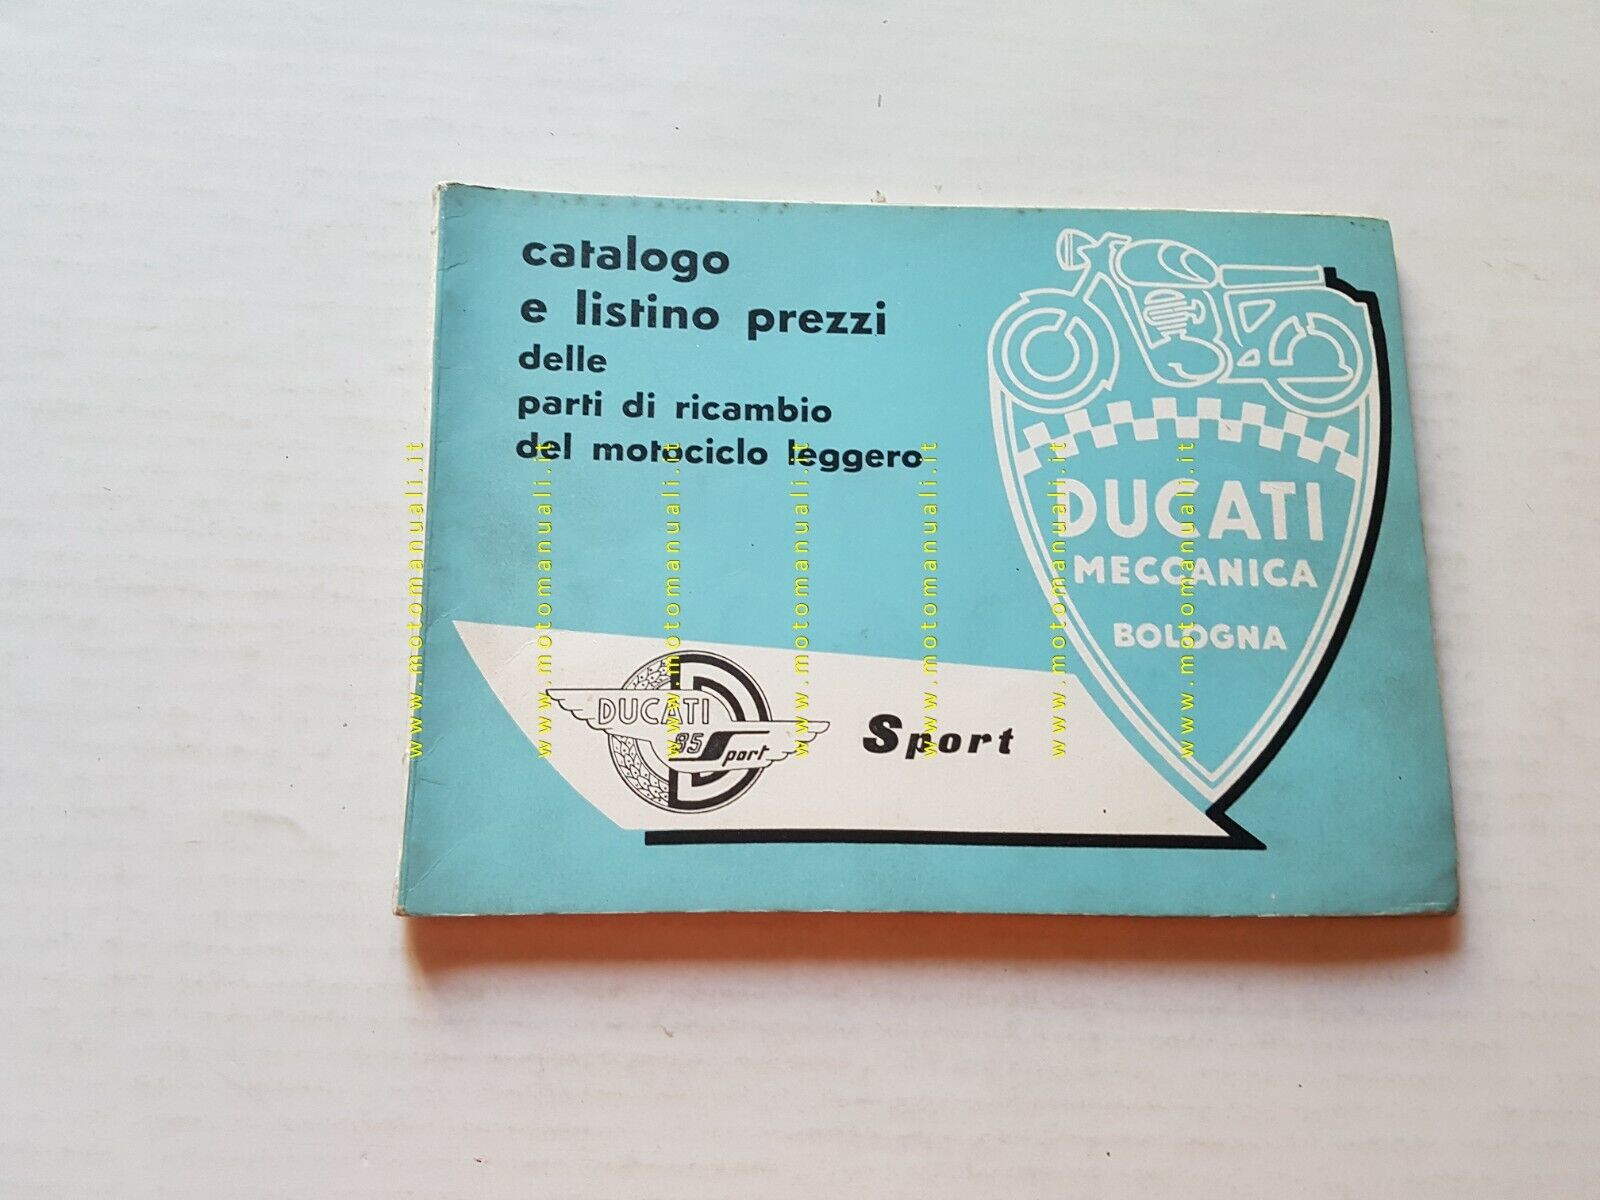 catalogo
e listino prezzi
delle
parti di ricambio
del motociclo leggero
DUCATI
MECCANICA
BOLOGNA
DUCATI
85 Sport
Sport
www.motomanuali.it
www.motomanuali.it
www.motomanuali.it
www.motomanuali.it
www.motomanuali.it
www.motomanuali.it
www.motomanuali.it